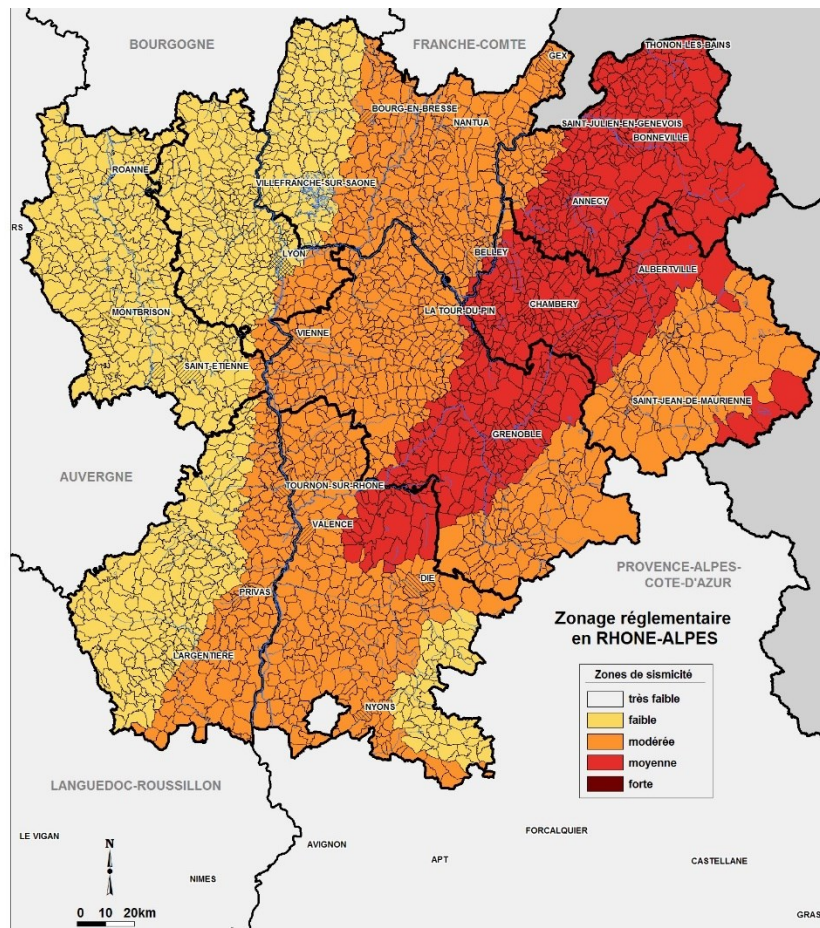 BOURGOGNE
FRANCHE-COMTE
THONON-LES-BAINS
GEX
BOURG-EN-BRESSE
NANTUA
SAINT-JULIEN-EN-GENEVOIS
BONNEVILLE
ROANNE
VILLEFRANCHE-SUR-SAONE
ANNECY
RS
LYON
BELLEY
ALBERTVILLE
CHAMBERY
MONTBRISON
LA TOUR-DU-PIN
VIENNE
SAINT-ETIENNE
SAINT-JEAN-DE-MAURIENNE
GRENOBLE
AUVERGNE
TOURNON-SUR-RHONE
VALENCE
PROVENCE-ALPES-
COTE-D'AZUR
DIE
PRIVAS
Zonage réglementaire
en RHONE-ALPES
LARGENTIERE
Zones de sismicité
très faible
faible
modérée
moyenne
forte
NYONS
LANGUEDOC-ROUSSILLON
LE VIGAN
N
AVIGNON
FORCALQUIER
APT
CASTELLANE
NIMES
0 10 20km
GRAS